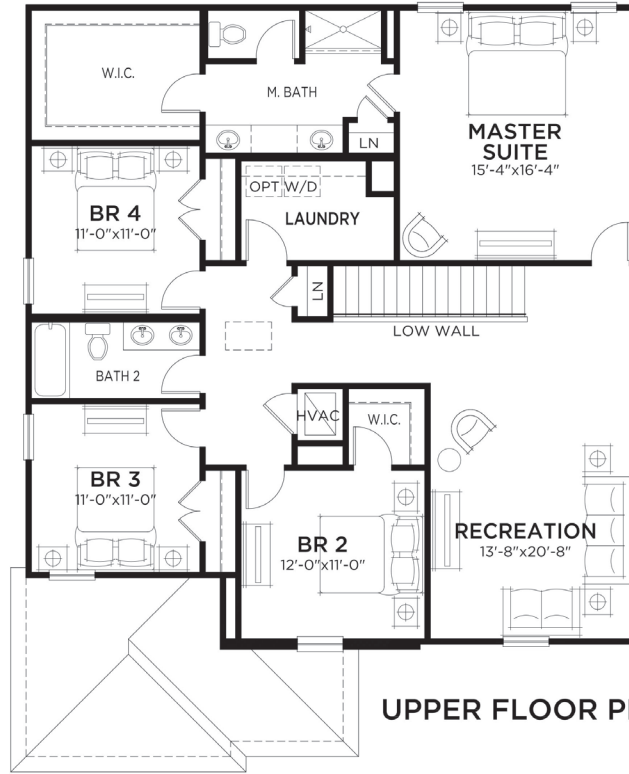 W.I.C.
M. BATH
LN
MASTER
SUITE
15'-4"x16'-4"
OPT W/D
LAUNDRY
BR 4
11'-0"x11'-0"
LN
LOW WALL
BATH 2
HVAC
W.I.C.
BR 3
11'-0"x11'-0"
BR 2
12'-0"x11'-0"
RECREATION
13'-8"x20'-8"
UPPER FLOOR